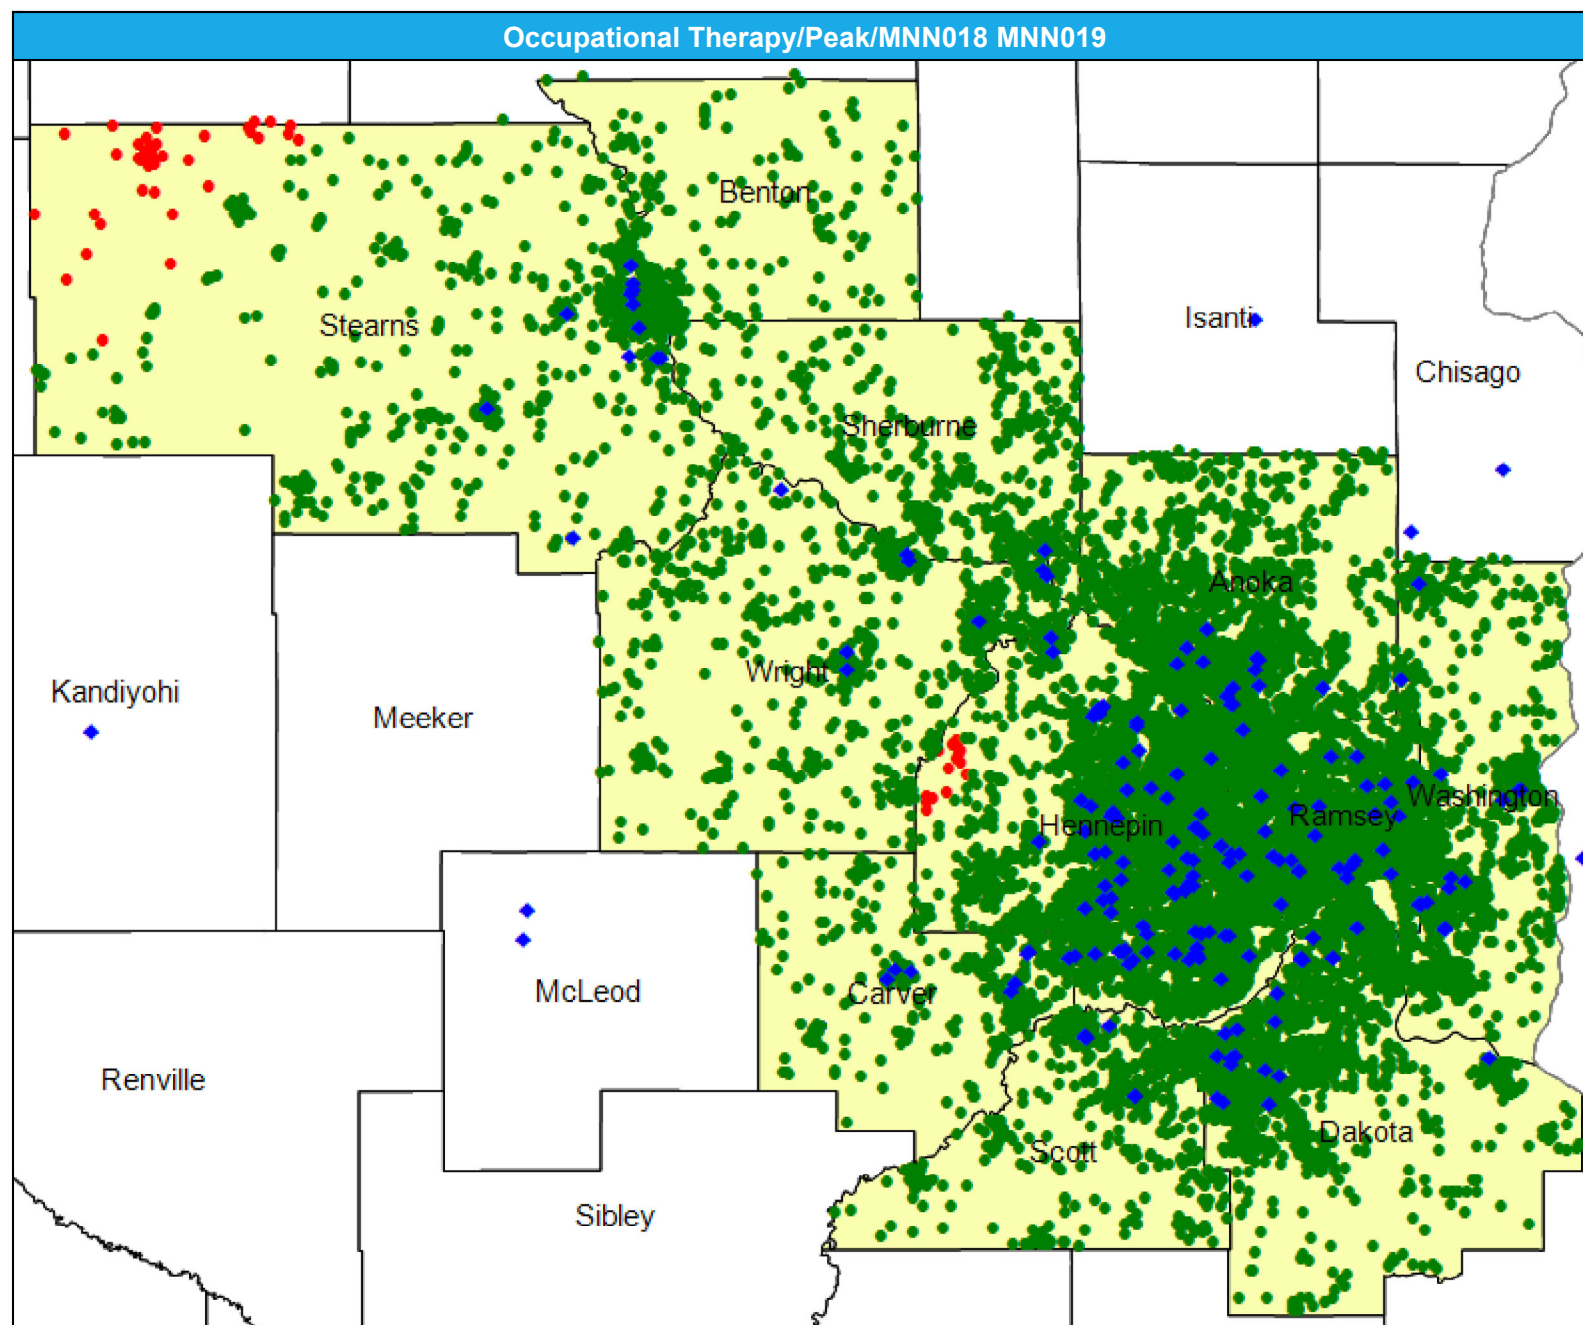 Occupational Therapy/Peak/MNN018 MNN019
Benton
Isanti
Stearns
Chisago
Sherburne
Anoka
Wright
Kandiyohi
Meeker
Washington
Ramsey
Hennepin
McLeod
Carver
Renville
Dakota
Scott
Sibley